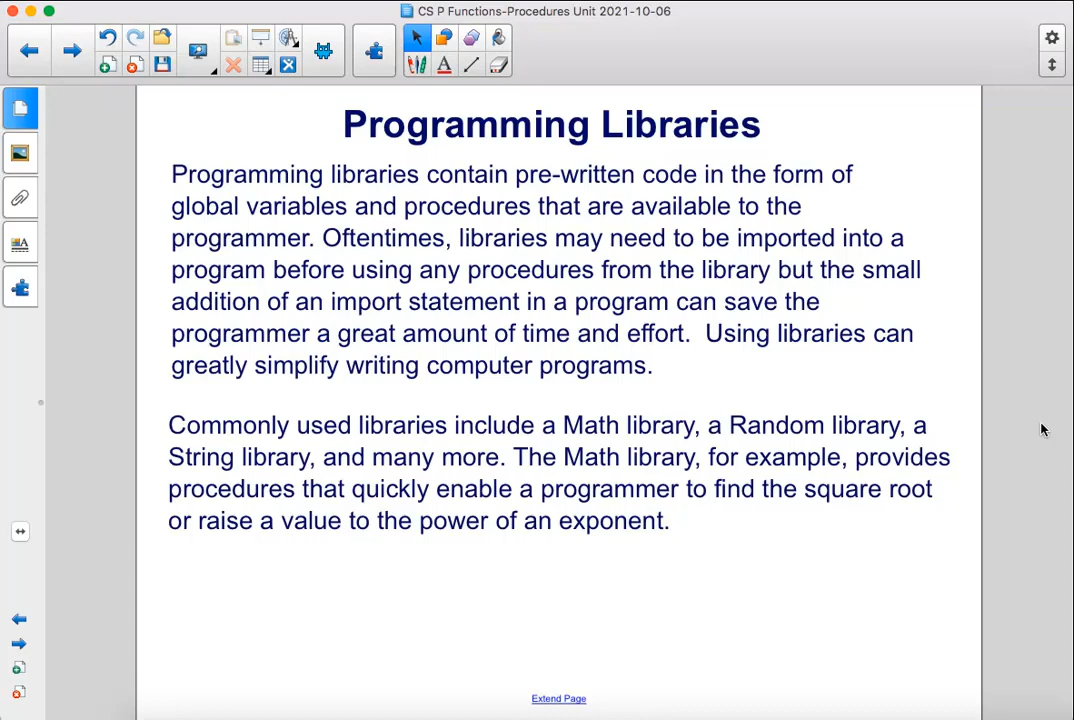 CS P Functions-Procedures Unit 2021-10-06
Programming Libraries
Programming libraries contain pre-written code in the form of
global variables and procedures that are available to the
programmer. Oftentimes, libraries may need to be imported into a
program before using any procedures from the library but the small
addition of an import statement in a program can save the
programmer a great amount of time and effort.  Using libraries can
greatly simplify writing computer programs.
Commonly used libraries include a Math library, a Random library, a
String library, and many more. The Math library, for example, provides
procedures that quickly enable a programmer to find the square root
or raise a value to the power of an exponent.
Extend Page